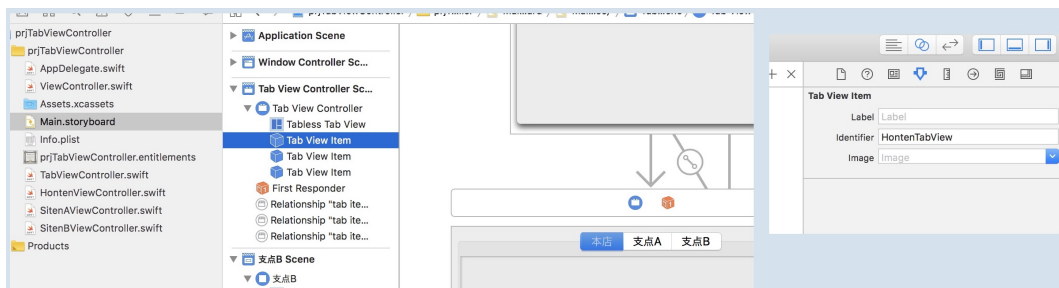 prjTabViewController
prjTabViewController
AppDelegate.swift
ViewController.swift
Assets.xcassets
Main.storyboard
Info.plist
prjTabViewController.entitlements
TabViewController.swift
HontenViewController.swift
SitenAViewController.swift
SitenBViewController.swift
Products
Application Scene
Window Controller Sc...
Tab View Controller Sc...
Tab View Controller
Tabless Tab View
Tab View Item
Tab View Item
Tab View Item
First Responder
Relationship "tab ite...
Relationship "tab ite...
Relationship "tab ite...
支点B Scene
支点B
本店 支点A 支点B
Tab View Item
Label Label
Identifier HontenTabView
Image Image